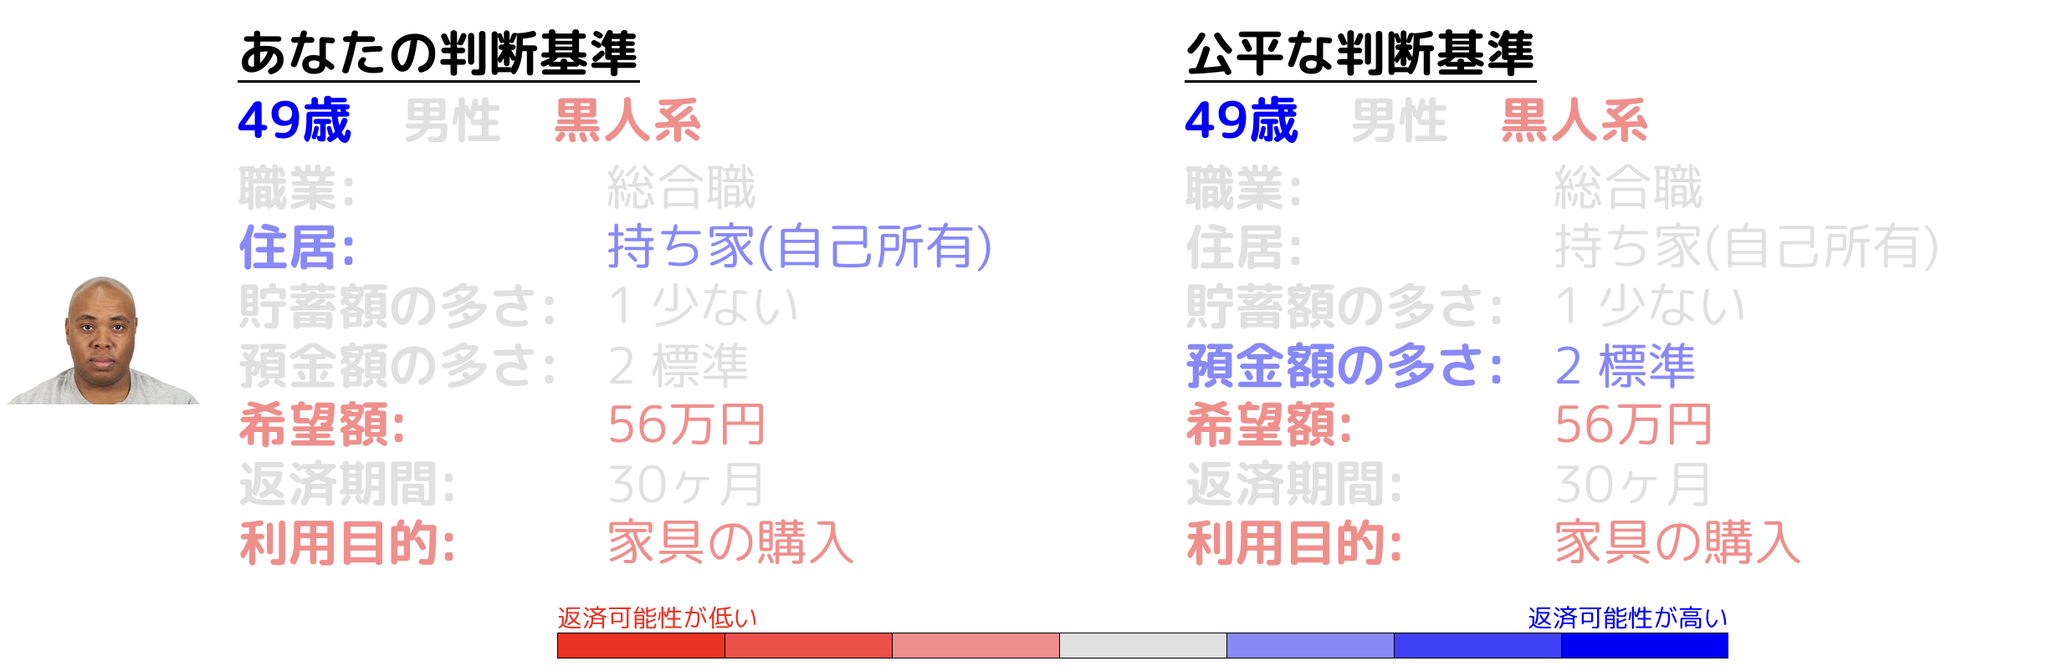 あなたの判断基準
49歳 男性 黒人系
職業: 総合職
住居: 持ち家(自己所有)
貯蓄額の多さ: 1 少ない
預金額の多さ: 2 標準
希望額: 56万円
返済期間: 30ヶ月
利用目的: 家具の購入
公平な判断基準
49歳 男性 黒人系
職業: 総合職
住居: 持ち家(自己所有)
貯蓄額の多さ: 1 少ない
預金額の多さ: 2 標準
希望額: 56万円
返済期間: 30ヶ月
利用目的: 家具の購入
返済可能性が低い
返済可能性が高い